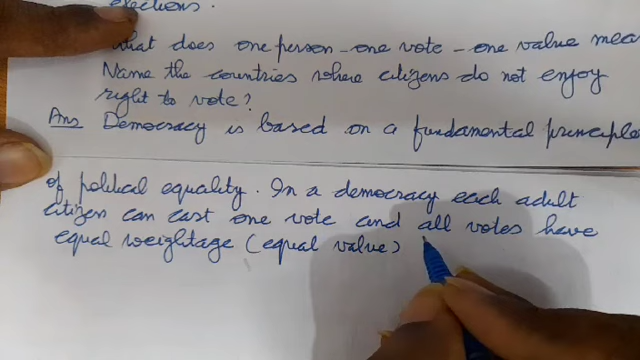 elections.
What does one person - one vote - one value mean
Name the countries where citizens do not enjoy
right to vote?
Ans Democracy is based on a fundamental principle
of political equality. In a democracy each adult
citizen can cast one vote and all votes have
equal weightage (equal value)